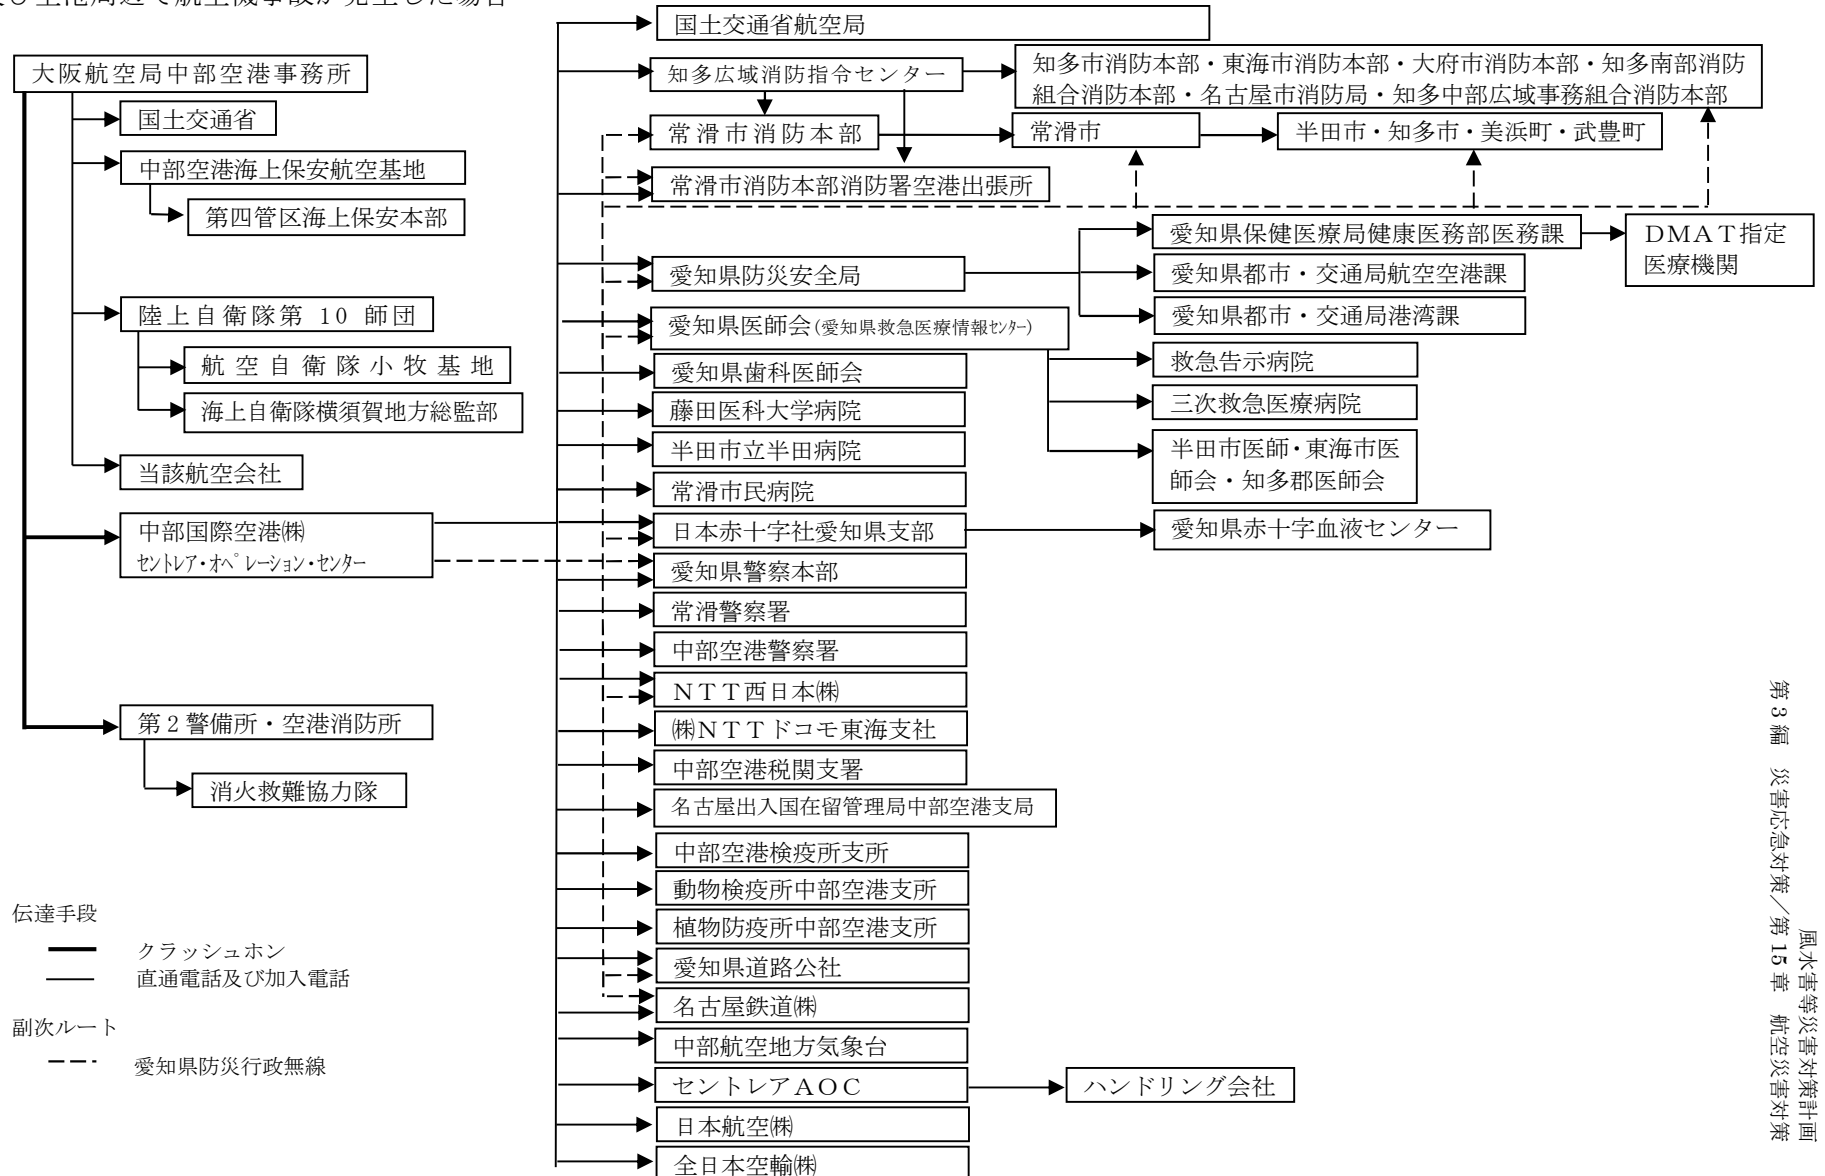 び空港周辺で航空機事故が発生した場合
大阪航空局中部空港事務所
国土交通省
中部空港海上保安航空基地
第四管区海上保安本部
陸上自衛隊第 10 師団
航空自衛隊小牧基地
海上自衛隊横須賀地方総監部
当該航空会社
中部国際空港㈱
セントレア・オペレーション・センター
第２警備所・空港消防所
消火救難協力隊
伝達手段
クラッシュホン
直通電話及び加入電話
副次ルート
愛知県防災行政無線
国土交通省航空局
知多広域消防指令センター
知多市消防本部・東海市消防本部・大府市消防本部・知多南部消防
組合消防本部・名古屋市消防局・知多中部広域事務組合消防本部
常滑市消防本部
常滑市
半田市・知多市・美浜町・武豊町
常滑市消防本部消防署空港出張所
愛知県防災安全局
愛知県保健医療局健康医務部医務課
ＤＭＡＴ指定
医療機関
愛知県都市・交通局航空空港課
愛知県都市・交通局港湾課
愛知県医師会(愛知県救急医療情報センター)
救急告示病院
三次救急医療病院
半田市医師・東海市医
師会・知多郡医師会
愛知県歯科医師会
藤田医科大学病院
半田市立半田病院
常滑市民病院
日本赤十字社愛知県支部
愛知県赤十字血液センター
愛知県警察本部
常滑警察署
中部空港警察署
ＮＴＴ西日本㈱
㈱ＮＴＴドコモ東海支社
中部空港税関支署
名古屋出入国在留管理局中部空港支局
中部空港検疫所支所
動物検疫所中部空港支所
植物防疫所中部空港支所
愛知県道路公社
名古屋鉄道㈱
中部航空地方気象台
セントレアＡＯＣ
ハンドリング会社
日本航空㈱
全日本空輸㈱
風水害等災害対策計画
第３編　災害応急対策／第15章　航空災害対策